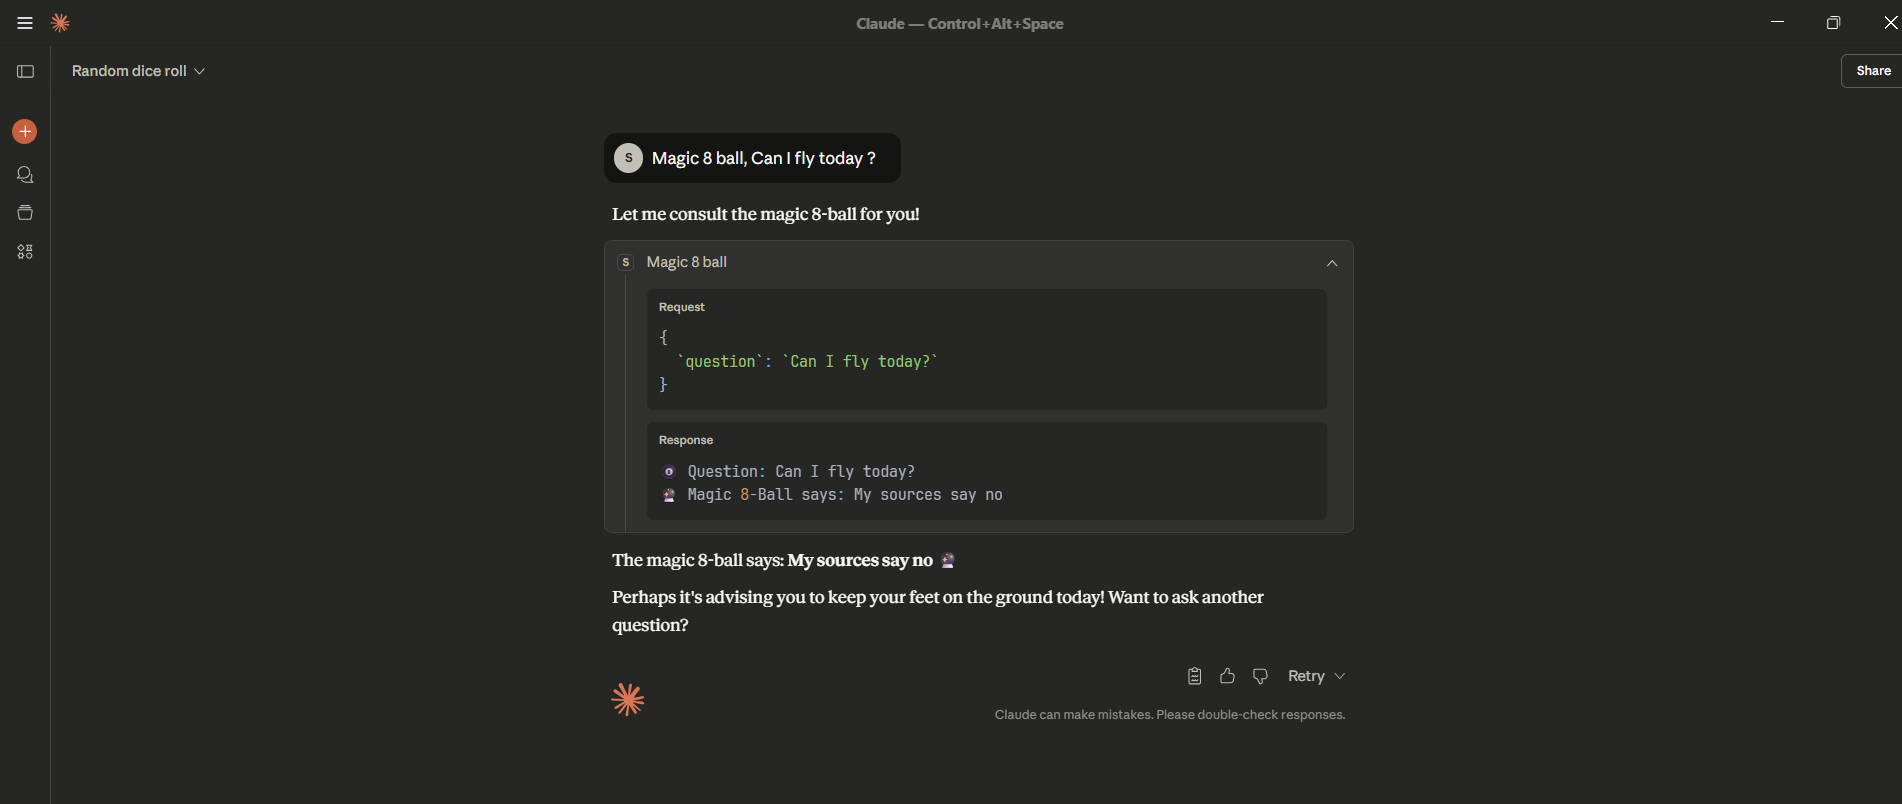 Claude — Control+Alt+Space
Random dice roll
Share
S
Magic 8 ball, Can I fly today ?
Let me consult the magic 8-ball for you!
S
Magic 8 ball
Request
{
`question`: `Can I fly today?`
}
Response
Question: Can I fly today?
Magic 8-Ball says: My sources say no
The magic 8-ball says: My sources say no
Perhaps it's advising you to keep your feet on the ground today! Want to ask another
question?
Retry
Claude can make mistakes. Please double-check responses.